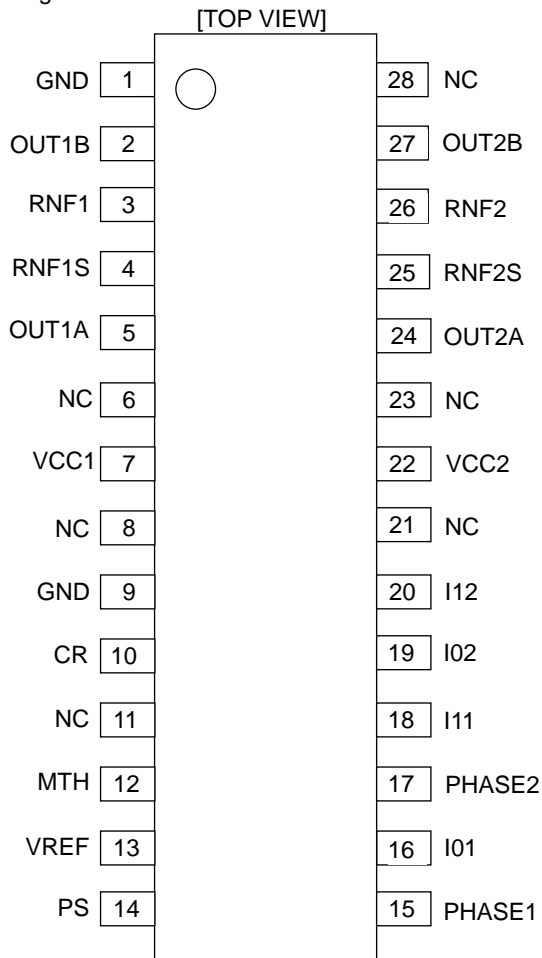 [TOP VIEW]
GND 1 28 NC
OUT1B 2 27 OUT2B
RNF1 3 26 RNF2
RNF1S 4 25 RNF2S
OUT1A 5 24 OUT2A
NC 6 23 NC
VCC1 7 22 VCC2
NC 8 21 NC
GND 9 20 I12
CR 10 19 I02
NC 11 18 I11
MTH 12 17 PHASE2
VREF 13 16 I01
PS 14 15 PHASE1